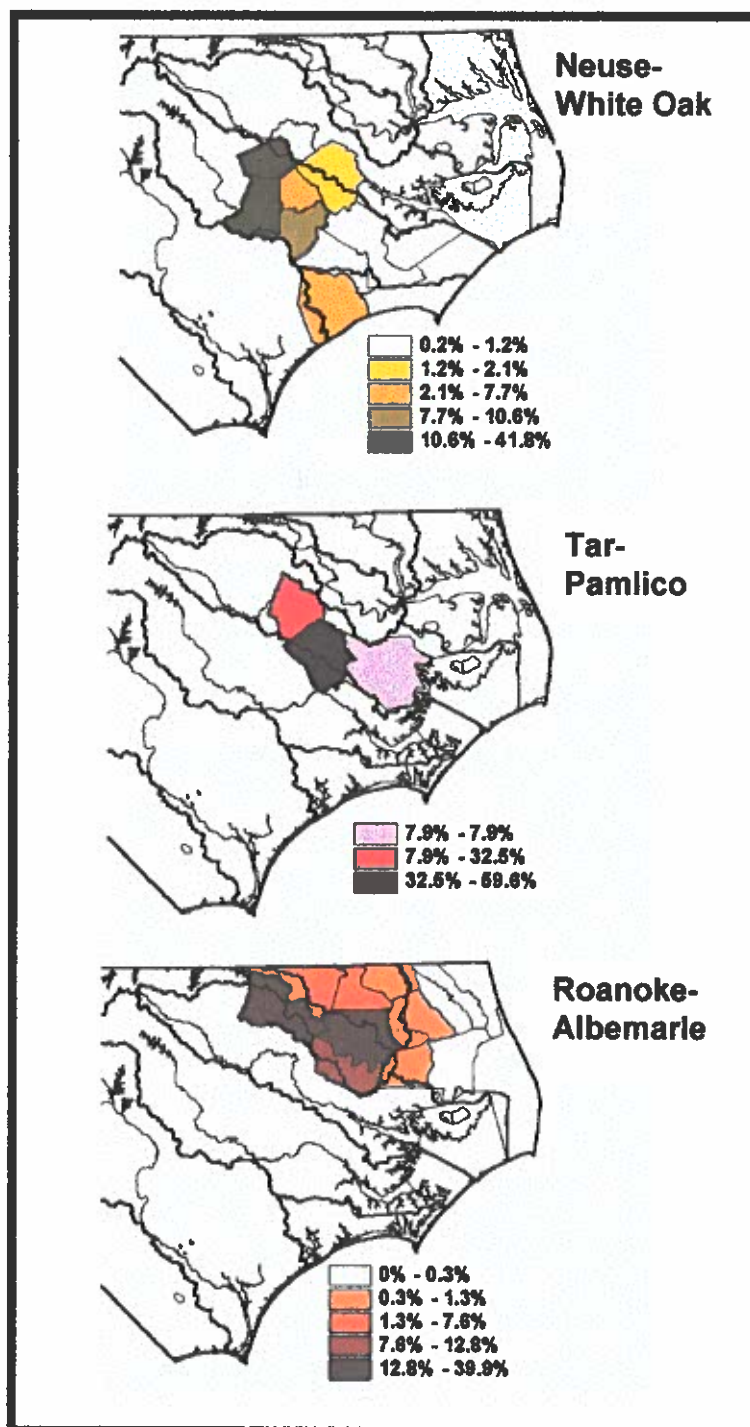 Neuse-
White Oak
0.2% - 1.2%
1.2% - 2.1%
2.1% - 7.7%
7.7% - 10.6%
10.6% - 41.8%
Tar-
Pamlico
7.9% - 7.9%
7.9% - 32.5%
32.5% - 59.6%
Roanoke-
Albemarle
0% - 0.3%
0.3% - 1.3%
1.3% - 7.6%
7.6% - 12.8%
12.8% - 39.9%